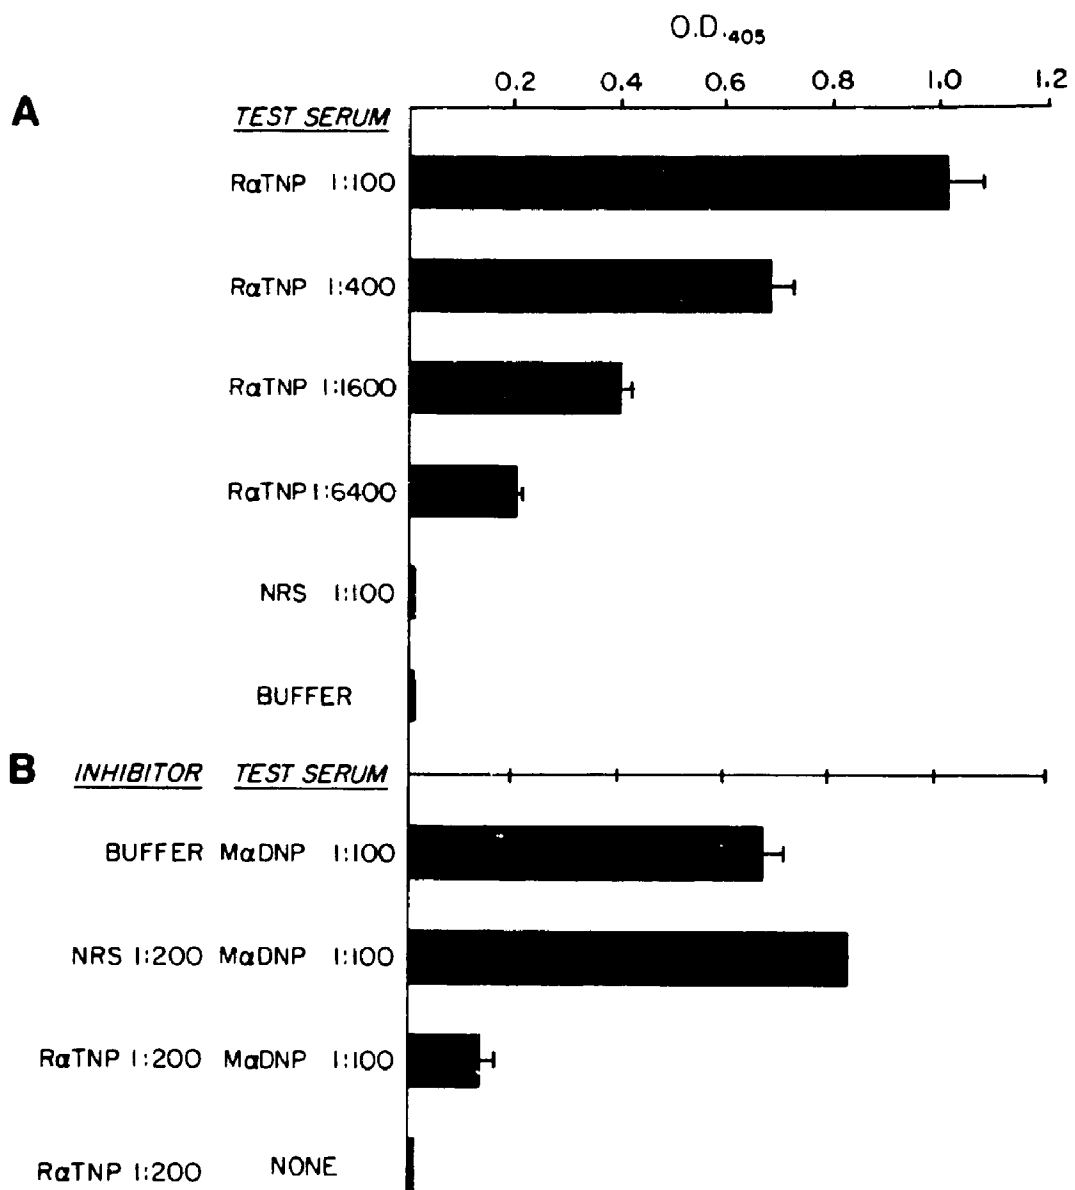 O.D.405
0.2 0.4 0.6 0.8 1.0 1.2
A TEST SERUM
RαTNP 1:100
RαTNP 1:400
RαTNP 1:1600
RαTNP 1:6400
NRS 1:100
BUFFER
B INHIBITOR TEST SERUM
BUFFER MαDNP 1:100
NRS 1:200 MαDNP 1:100
RαTNP 1:200 MαDNP 1:100
RαTNP 1:200 NONE